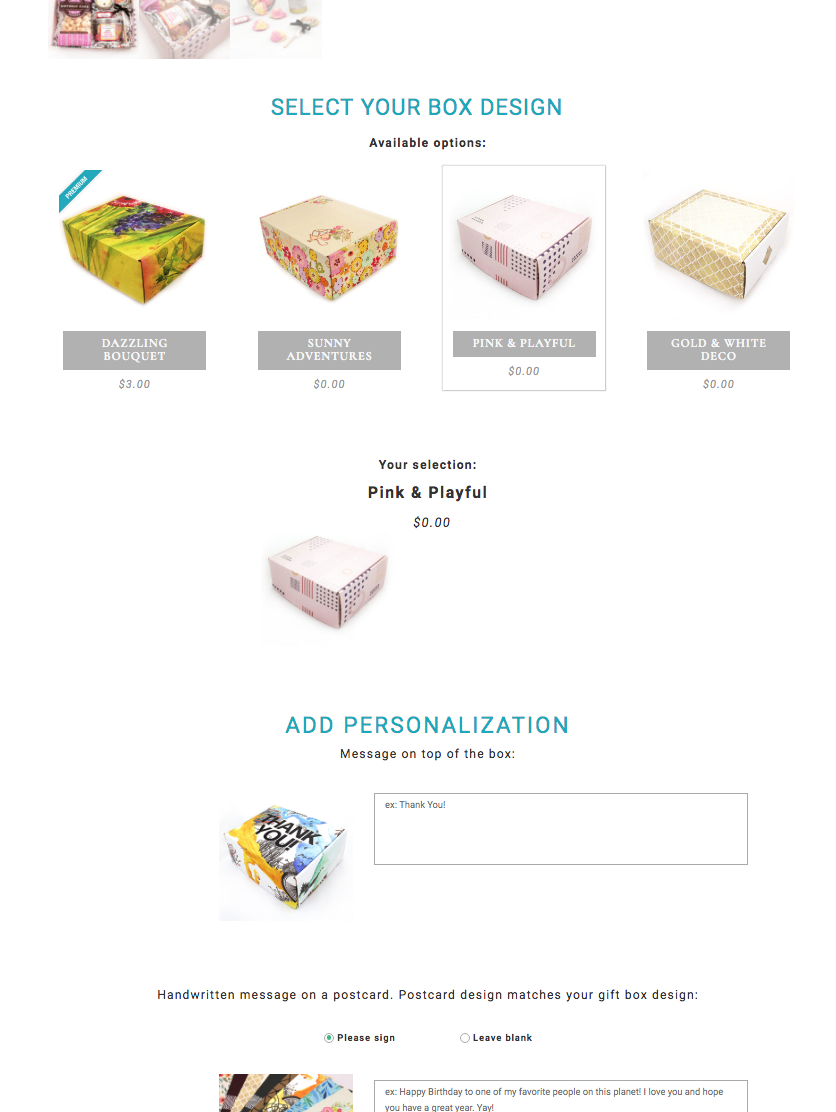 SELECT YOUR BOX DESIGN
Available options:
PREMIUM
DAZZLING
BOUQUET
$3.00
SUNNY
ADVENTURES
$0.00
PINK & PLAYFUL
$0.00
GOLD & WHITE
DECO
$0.00
Your selection:
Pink & Playful
$0.00
ADD PERSONALIZATION
Message on top of the box:
THANK
YOU!
ex: Thank You!
Handwritten message on a postcard. Postcard design matches your gift box design:
Please sign
Leave blank
ex: Happy Birthday to one of my favorite people on this planet! I love you and hope
you have a great year. Yay!